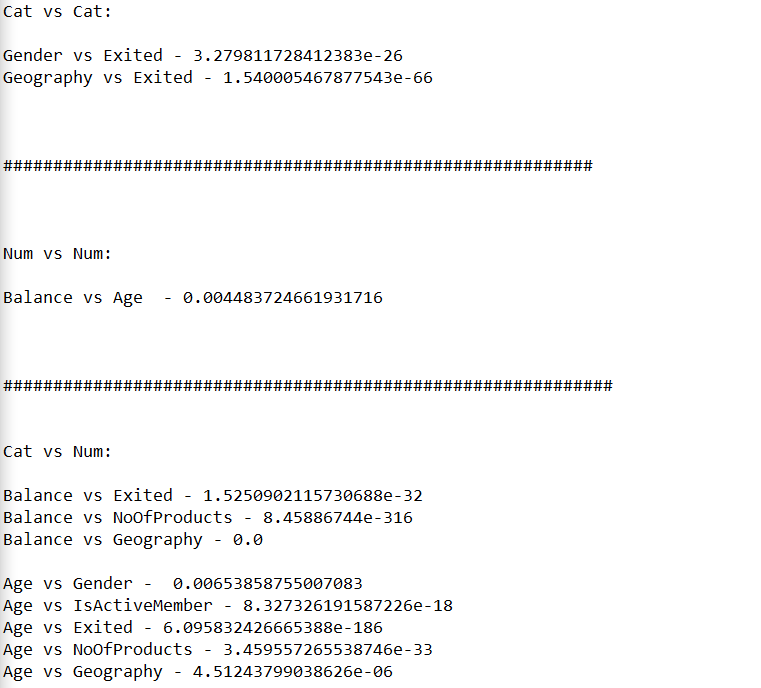 Cat vs Cat:
Gender vs Exited - 3.279811728412383e-26
Geography vs Exited - 1.540005467877543e-66
###########################################################
Num vs Num:
Balance vs Age  - 0.004483724661931716
#############################################################
Cat vs Num:
Balance vs Exited - 1.5250902115730688e-32
Balance vs NoOfProducts - 8.45886744e-316
Balance vs Geography - 0.0
Age vs Gender -  0.00653858755007083
Age vs IsActiveMember - 8.327326191587226e-18
Age vs Exited - 6.095832426665388e-186
Age vs NoOfProducts - 3.459557265538746e-33
Age vs Geography - 4.51243799038626e-06